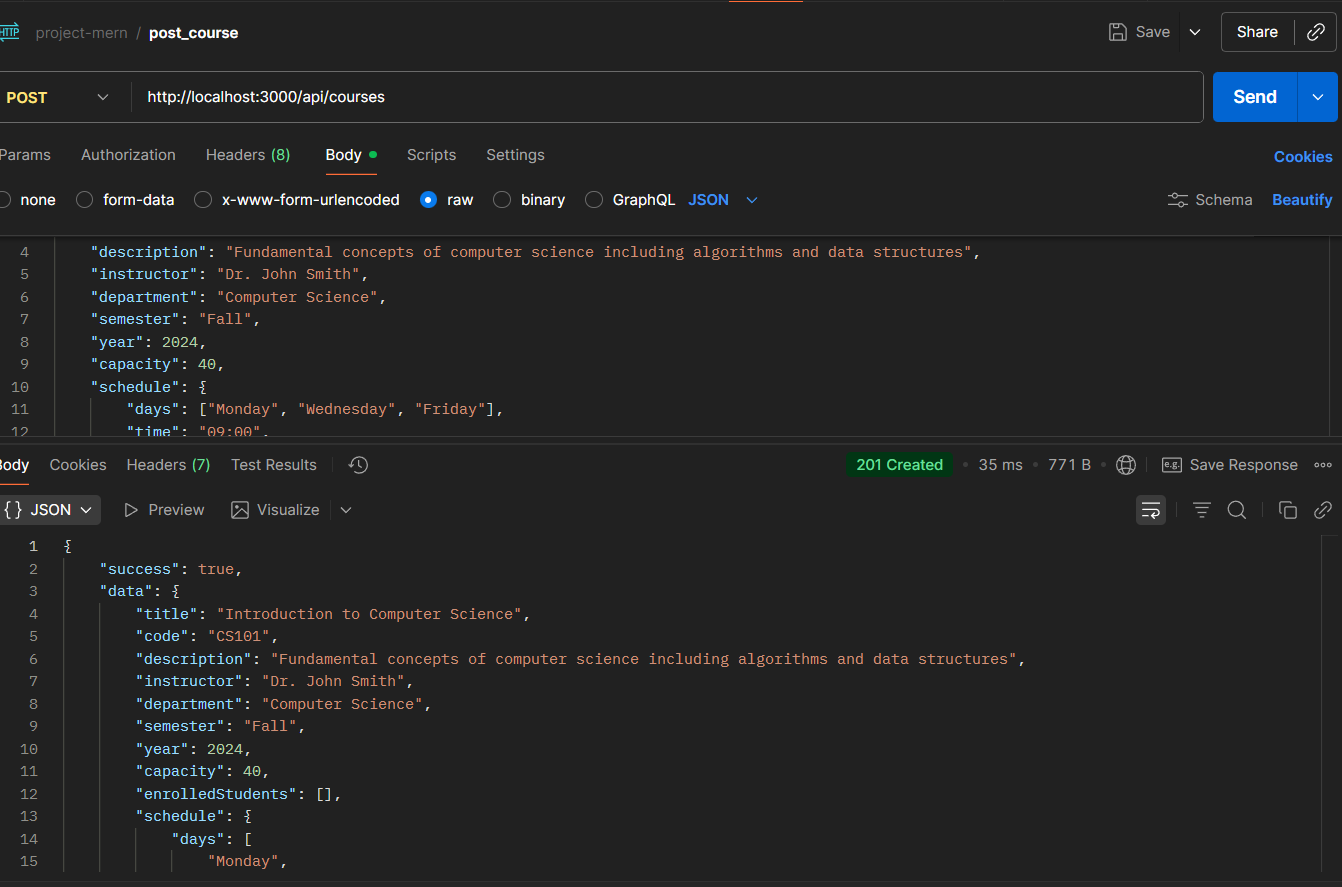 HTTP project-mern / post_course Save Share
POST http://localhost:3000/api/courses Send
Params Authorization Headers (8) Body Scripts Settings Cookies
none form-data x-www-form-urlencoded raw binary GraphQL JSON Schema Beautify
4 "description": "Fundamental concepts of computer science including algorithms and data structures",
5 "instructor": "Dr. John Smith",
6 "department": "Computer Science",
7 "semester": "Fall",
8 "year": 2024,
9 "capacity": 40,
10 "schedule": {
11 "days": ["Monday", "Wednesday", "Friday"],
12 "time": "09:00",
Body Cookies Headers (7) Test Results 201 Created 35 ms 771 B e.g. Save Response
{} JSON Preview Visualize
1 {
2 "success": true,
3 "data": {
4 "title": "Introduction to Computer Science",
5 "code": "CS101",
6 "description": "Fundamental concepts of computer science including algorithms and data structures",
7 "instructor": "Dr. John Smith",
8 "department": "Computer Science",
9 "semester": "Fall",
10 "year": 2024,
11 "capacity": 40,
12 "enrolledStudents": [],
13 "schedule": {
14 "days": [
15 "Monday",